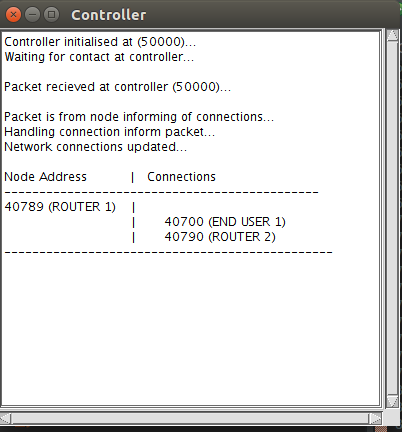 Controller
Controller initialised at (50000)...
Waiting for contact at controller...
Packet recieved at controller (50000)...
Packet is from node informing of connections...
Handling connection inform packet...
Network connections updated...
Node Address | Connections
------------------------------------------------
40789 (ROUTER 1) |
| 40700 (END USER 1)
| 40790 (ROUTER 2)
--------------------------------------------------